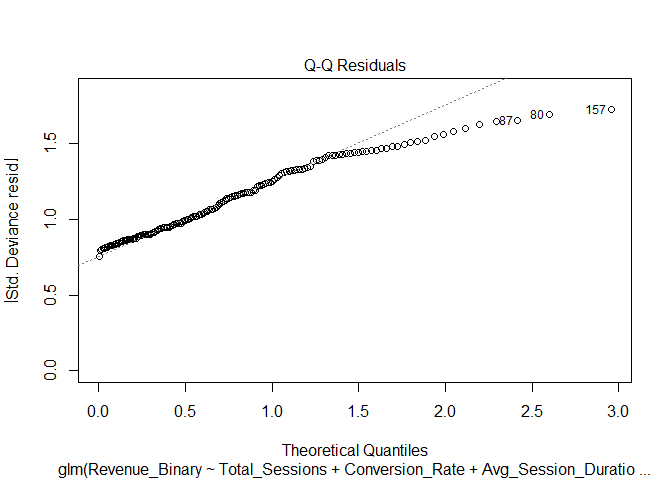 Q-Q Residuals
|Std. Deviance resid.|
1.5
1.0
0.5
0.0
87
80
157
0.0 0.5 1.0 1.5 2.0 2.5 3.0
Theoretical Quantiles
glm(Revenue_Binary ~ Total_Sessions + Conversion_Rate + Avg_Session_Duratio ...